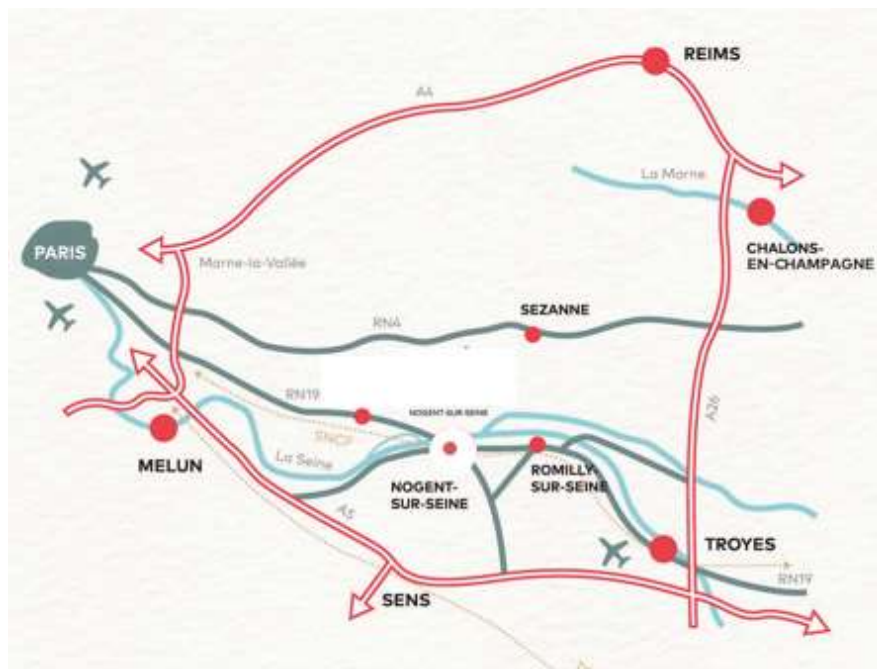 REIMS
A4
La Marne
PARIS
CHALONS-
EN-CHAMPAGNE
Marne-la-Vallée
SEZANNE
RN4
RN19
A26
NOGENT-SUR-SEINE
SNCF
La Seine
MELUN
NOGENT-
SUR-SEINE
ROMILLY-
SUR-SEINE
A5
TROYES
RN19
SENS